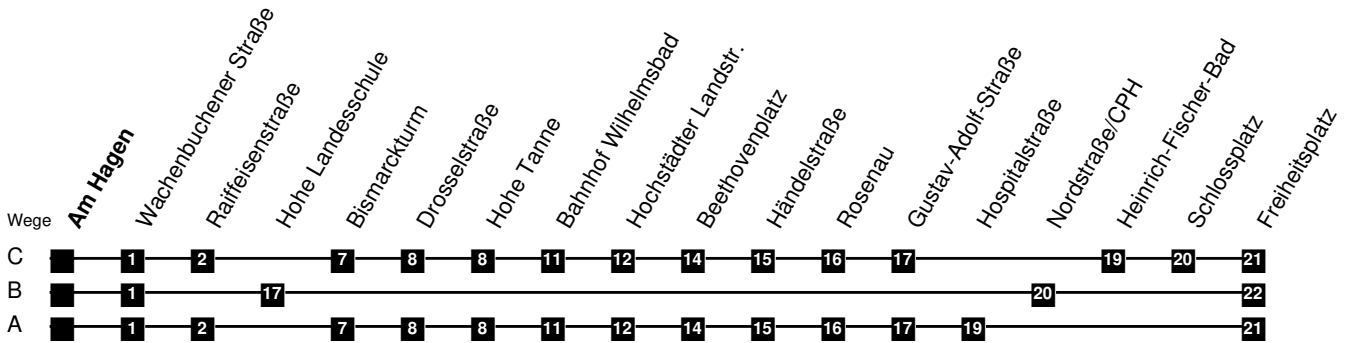 Wege
Am Hagen
Wachenbuchener Straße
Raiffeisenstraße
Hohe Landesschule
Bismarckturm
Drosselstraße
Hohe Tanne
Bahnhof Wilhelmsbad
Hochstädter Landstr.
Beethovenplatz
Händelstraße
Rosenau
Gustav-Adolf-Straße
Hospitalstraße
Nordstraße/CPH
Heinrich-Fischer-Bad
Schlossplatz
Freiheitsplatz
C 1 2 7 8 8 11 12 14 15 16 17 19 20 21
B 1 17 20 22
A 1 2 7 8 8 11 12 14 15 16 17 19 21